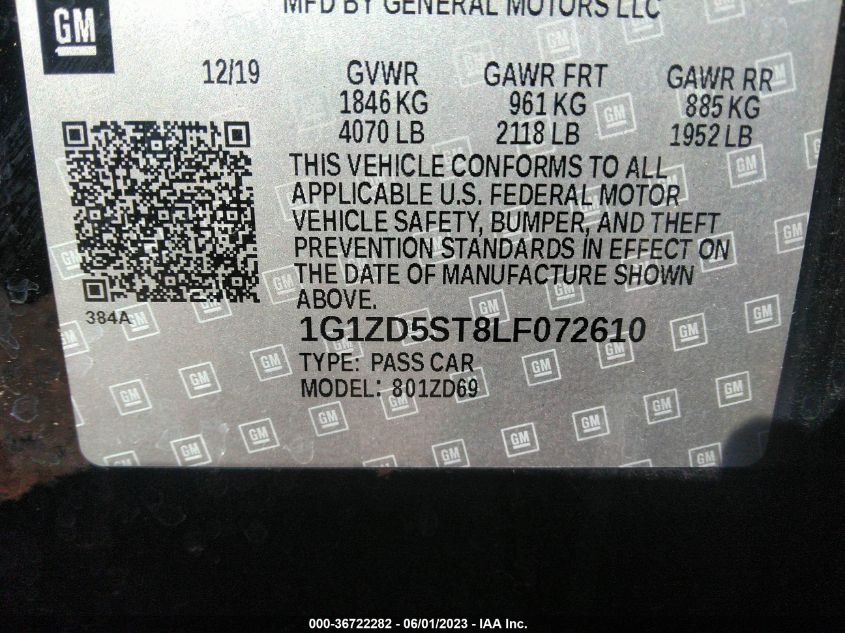 MFD BY GENERAL MOTORS LLC
GM
12/19 GVWR GAWR FRT GAWR RR
1846 KG 961 KG 885 KG
4070 LB 2118 LB 1952 LB
THIS VEHICLE CONFORMS TO ALL
APPLICABLE U.S. FEDERAL MOTOR
VEHICLE SAFETY, BUMPER, AND THEFT
PREVENTION STANDARDS IN EFFECT ON
THE DATE OF MANUFACTURE SHOWN
ABOVE.
384A
1G1ZD5ST8LF072610
TYPE: PASS CAR
MODEL: 801ZD69
000-36722282 - 06/01/2023 - IAA Inc.